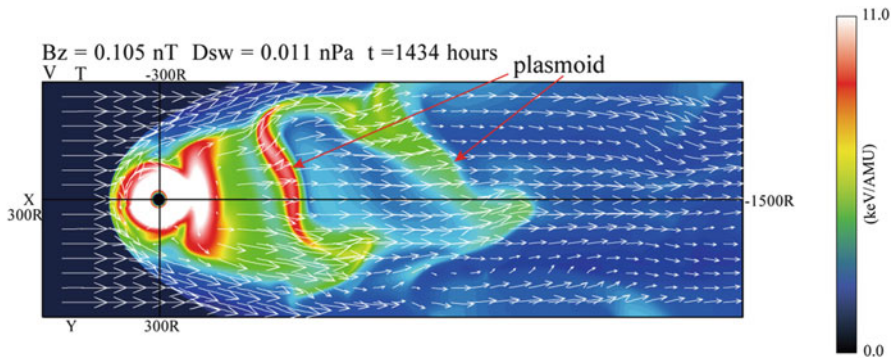 11.0
Bz = 0.105 nT Dsw = 0.011 nPa t =1434 hours
plasmoid
V T -300R
X
300R
-1500R
(keV/AMU)
Y 300R
0.0